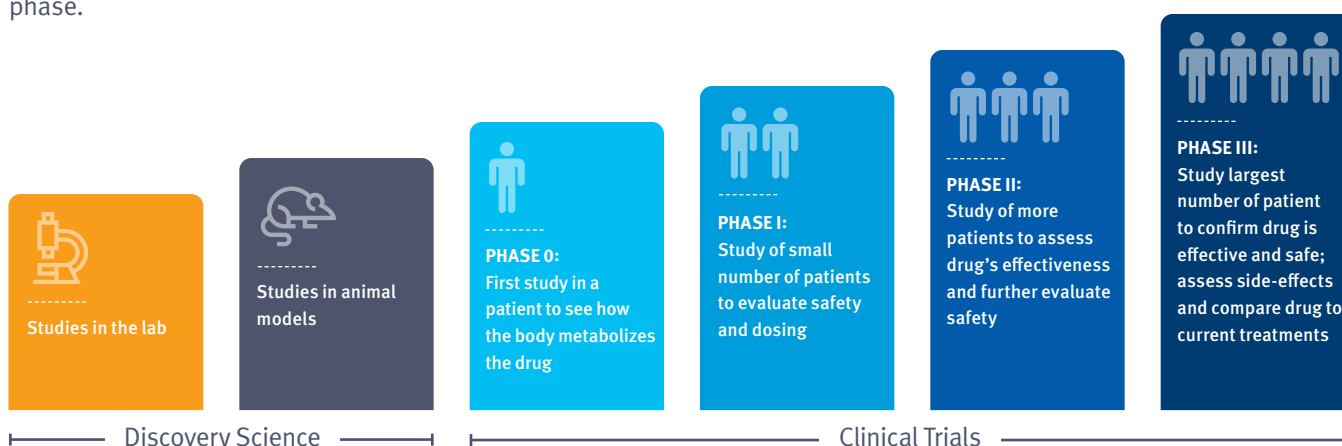 phase.
Studies in the lab
Studies in animal
models
PHASE 0:
First study in a
patient to see how
the body metabolizes
the drug
PHASE I:
Study of small
number of patients
to evaluate safety
and dosing
PHASE II:
Study of more
patients to assess
drug’s effectiveness
and further evaluate
safety
PHASE III:
Study largest
number of patient
to confirm drug is
effective and safe;
assess side-effects
and compare drug to
current treatments
Discovery Science
Clinical Trials